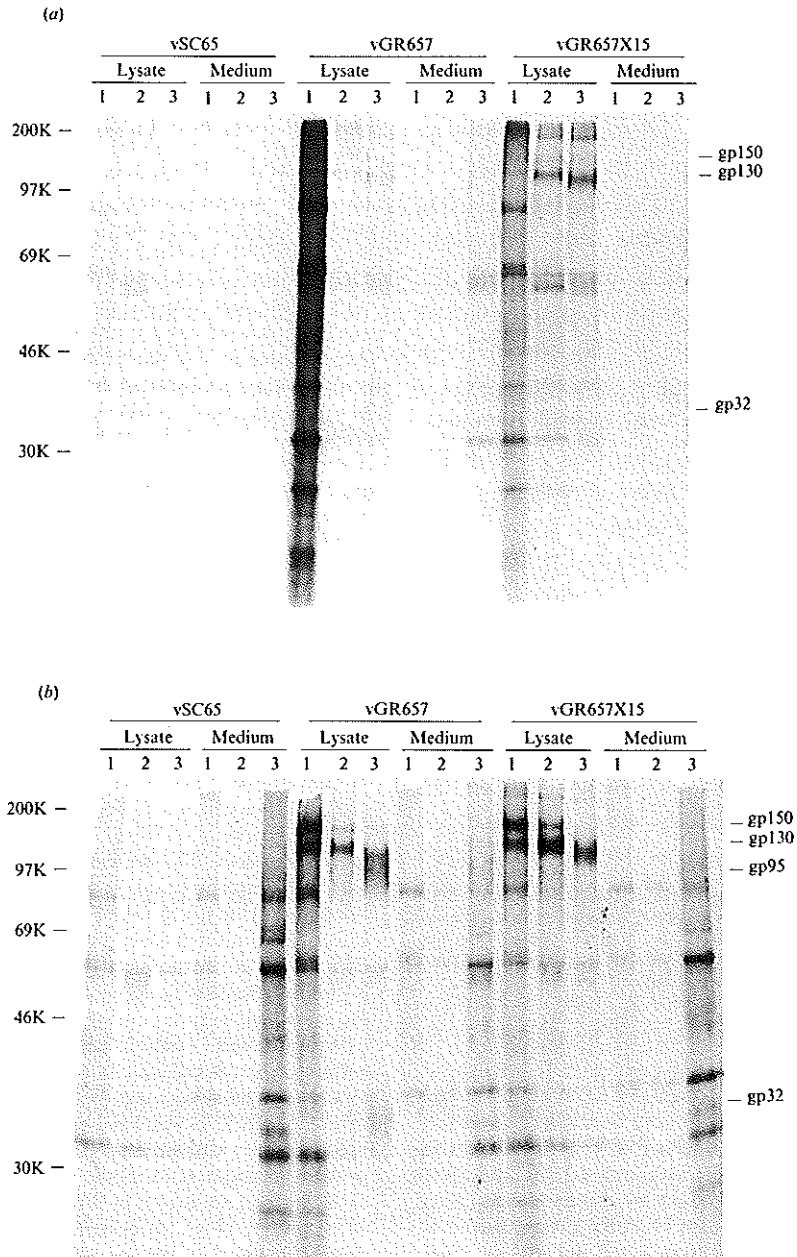 (a)
vSC65 vGR657 vGR657X15
Lysate Medium Lysate Medium Lysate Medium
1 2 3 1 2 3 1 2 3 1 2 3 1 2 3 1 2 3
200K –
– gp150
– gp130
97K –
69K –
46K –
– gp32
30K –
(b)
vSC65 vGR657 vGR657X15
Lysate Medium Lysate Medium Lysate Medium
1 2 3 1 2 3 1 2 3 1 2 3 1 2 3 1 2 3
200K –
– gp150
– gp130
97K –
– gp95
69K –
46K –
– gp32
30K –